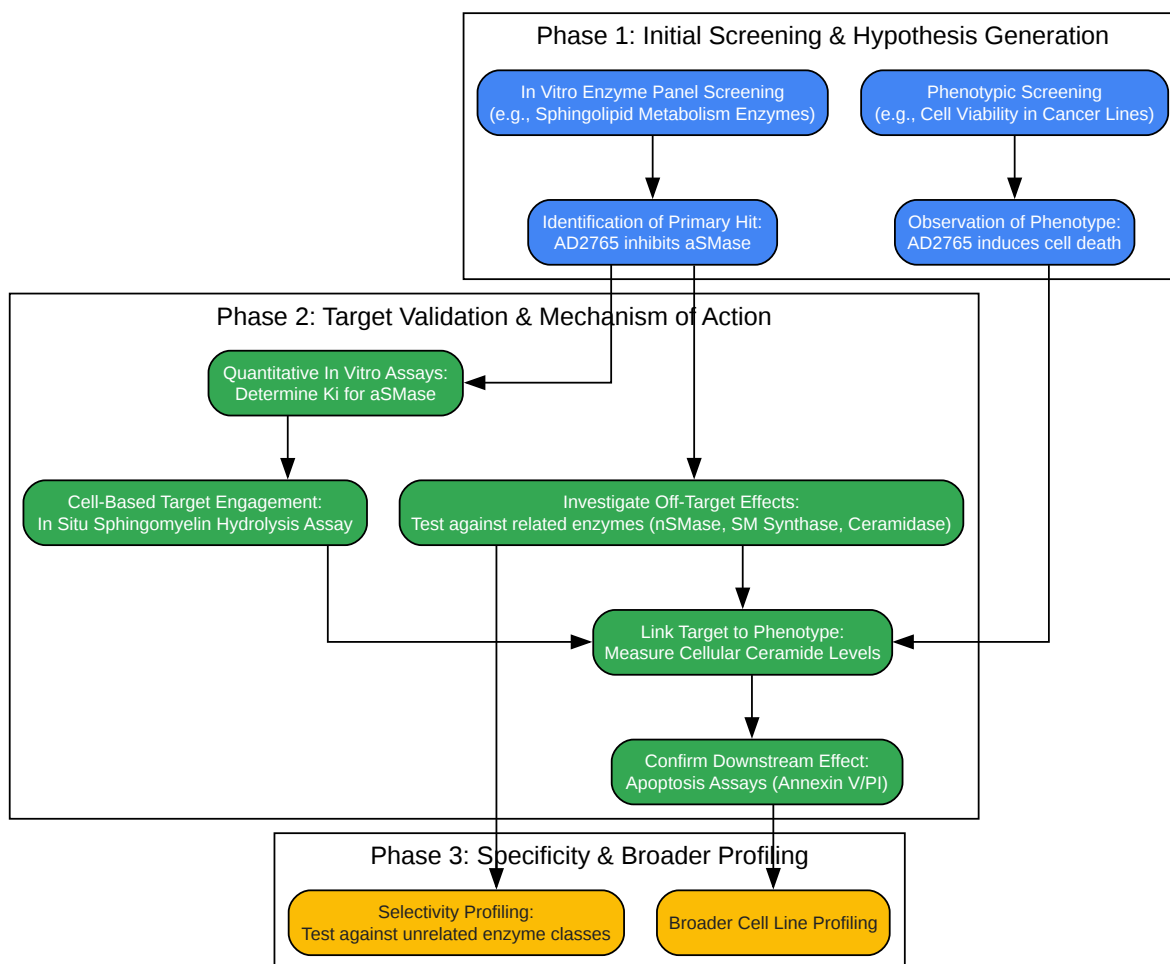 Phase 1: Initial Screening & Hypothesis Generation
In Vitro Enzyme Panel Screening
(e.g., Sphingolipid Metabolism Enzymes)
Phenotypic Screening
(e.g., Cell Viability in Cancer Lines)
Identification of Primary Hit:
AD2765 inhibits aSMase
Observation of Phenotype:
AD2765 induces cell death
Phase 2: Target Validation & Mechanism of Action
Quantitative In Vitro Assays:
Determine Ki for aSMase
Cell-Based Target Engagement:
In Situ Sphingomyelin Hydrolysis Assay
Investigate Off-Target Effects:
Test against related enzymes (nSMase, SM Synthase, Ceramidase)
Link Target to Phenotype:
Measure Cellular Ceramide Levels
Confirm Downstream Effect:
Apoptosis Assays (Annexin V/PI)
Phase 3: Specificity & Broader Profiling
Selectivity Profiling:
Test against unrelated enzyme classes
Broader Cell Line Profiling